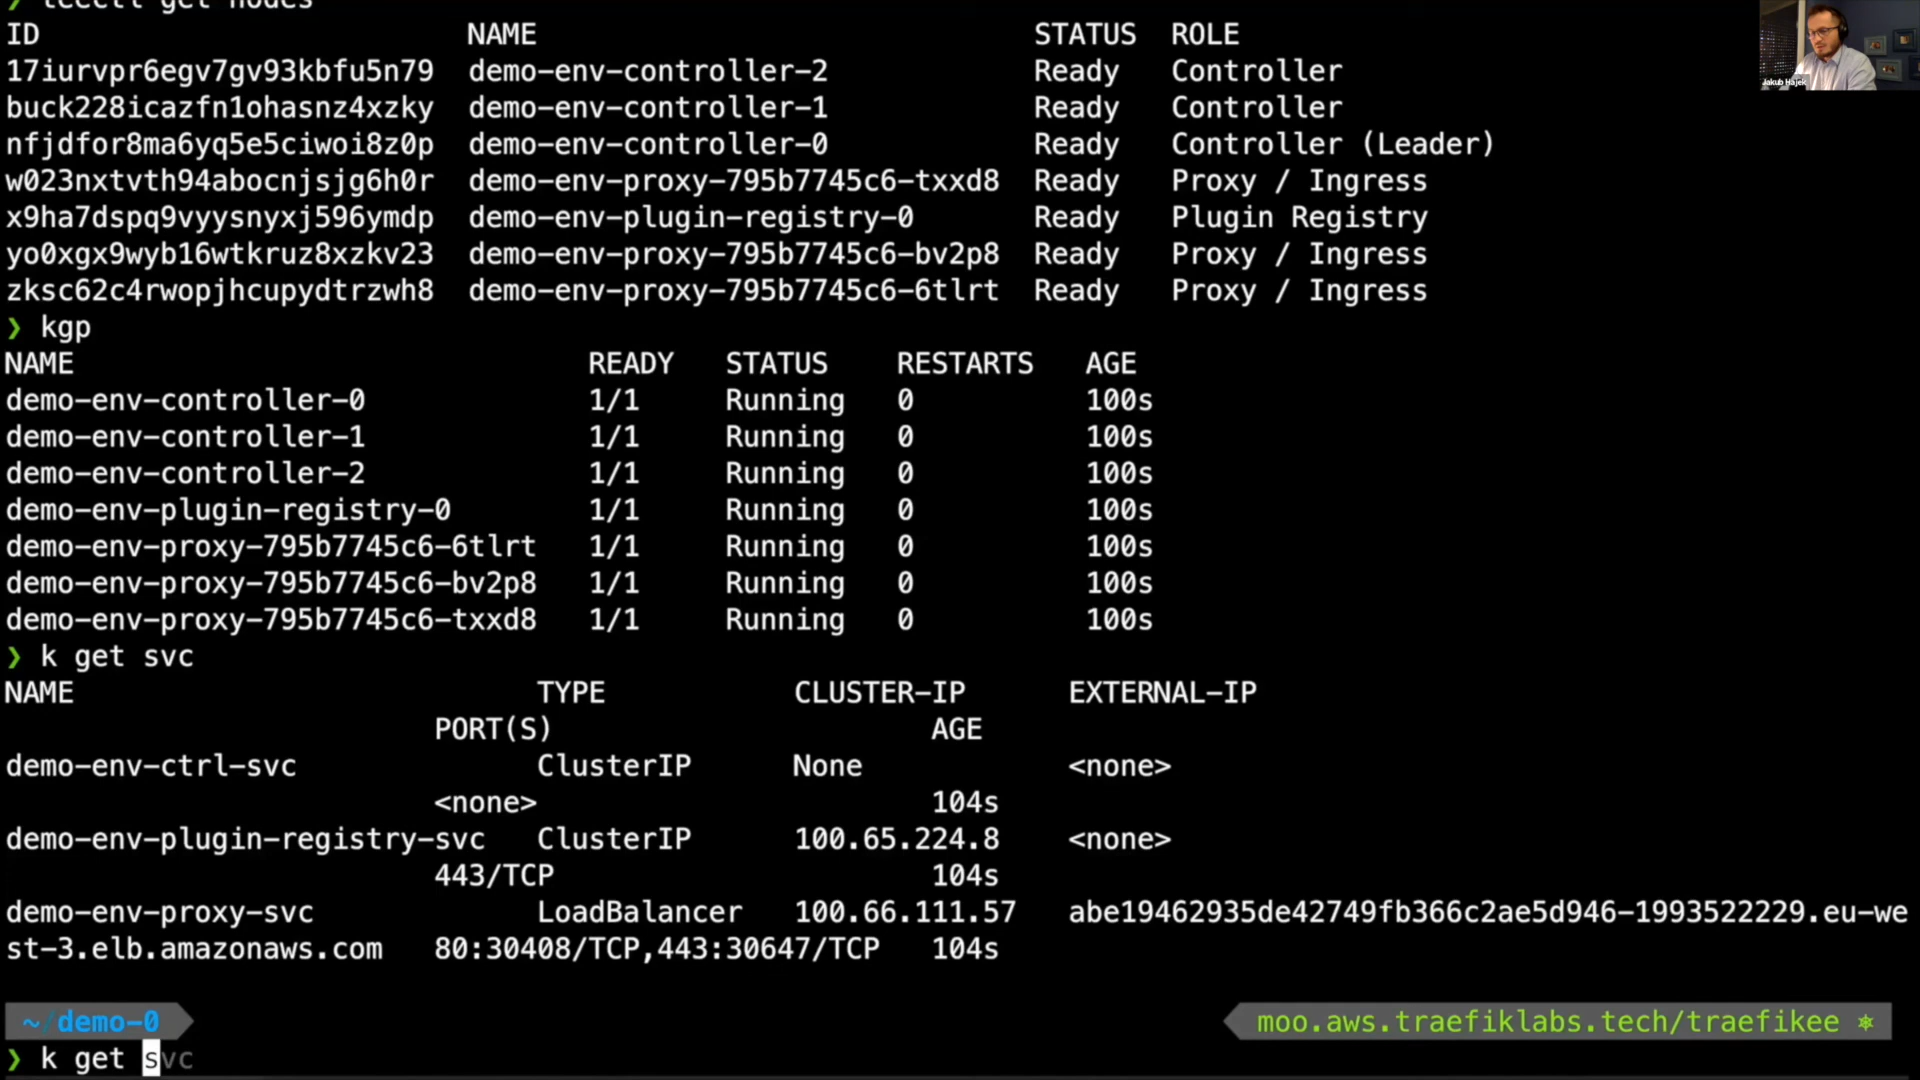 ❯ teectl get nodes
ID NAME STATUS ROLE
17iurvpr6egv7gv93kbfu5n79 demo-env-controller-2 Ready Controller
buck228icazfn1ohasnz4xzky demo-env-controller-1 Ready Controller
nfjdfor8ma6yq5e5ciwoi8z0p demo-env-controller-0 Ready Controller (Leader)
w023nxtvth94abocnjsjg6h0r demo-env-proxy-795b7745c6-txxd8 Ready Proxy / Ingress
x9ha7dspq9vyysnyxj596ymdp demo-env-plugin-registry-0 Ready Plugin Registry
yo0xgx9wyb16wtkruz8xzkv23 demo-env-proxy-795b7745c6-bv2p8 Ready Proxy / Ingress
zksc62c4rwopjhcupydtrzwh8 demo-env-proxy-795b7745c6-6tlrt Ready Proxy / Ingress
❯ kgp
NAME READY STATUS RESTARTS AGE
demo-env-controller-0 1/1 Running 0 100s
demo-env-controller-1 1/1 Running 0 100s
demo-env-controller-2 1/1 Running 0 100s
demo-env-plugin-registry-0 1/1 Running 0 100s
demo-env-proxy-795b7745c6-6tlrt 1/1 Running 0 100s
demo-env-proxy-795b7745c6-bv2p8 1/1 Running 0 100s
demo-env-proxy-795b7745c6-txxd8 1/1 Running 0 100s
❯ k get svc
NAME TYPE CLUSTER-IP EXTERNAL-IP
PORT(S) AGE
demo-env-ctrl-svc ClusterIP None <none>
<none> 104s
demo-env-plugin-registry-svc ClusterIP 100.65.224.8 <none>
443/TCP 104s
demo-env-proxy-svc LoadBalancer 100.66.111.57 abe19462935de42749fb366c2ae5d946-1993522229.eu-we
st-3.elb.amazonaws.com 80:30408/TCP,443:30647/TCP 104s
~/demo-0 moo.aws.traefiklabs.tech/traefikee ⎈
❯ k get svc
Jakub Hajek